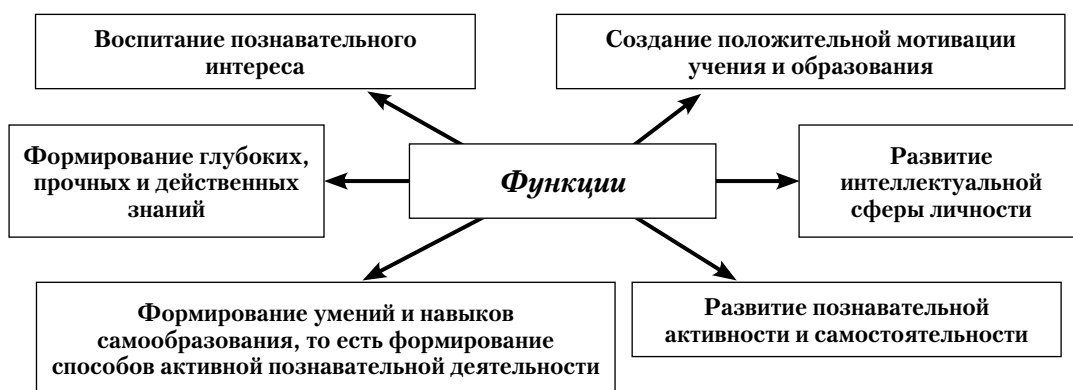 Воспитание познавательного
интереса
Создание положительной мотивации
учения и образования
Формирование глубоких,
прочных и действенных
знаний
Функции
Развитие
интеллектуальной
сферы личности
Формирование умений и навыков
самообразования, то есть формирование
способов активной познавательной деятельности
Развитие познавательной
активности и самостоятельности